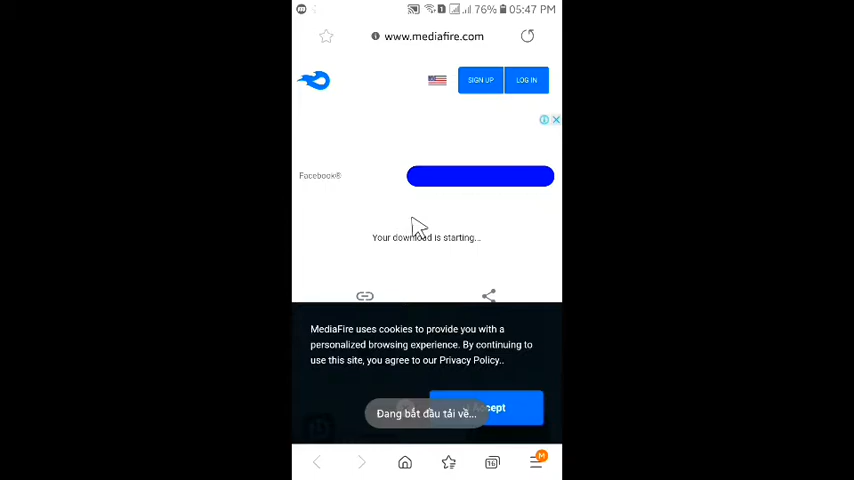 76% 05:47 PM
www.mediafire.com
SIGN UP LOG IN
Facebook®
Your download is starting...
MediaFire uses cookies to provide you with a
personalized browsing experience. By continuing to
use this site, you agree to our Privacy Policy..
I Accept
Đang bắt đầu tải về...
16
M